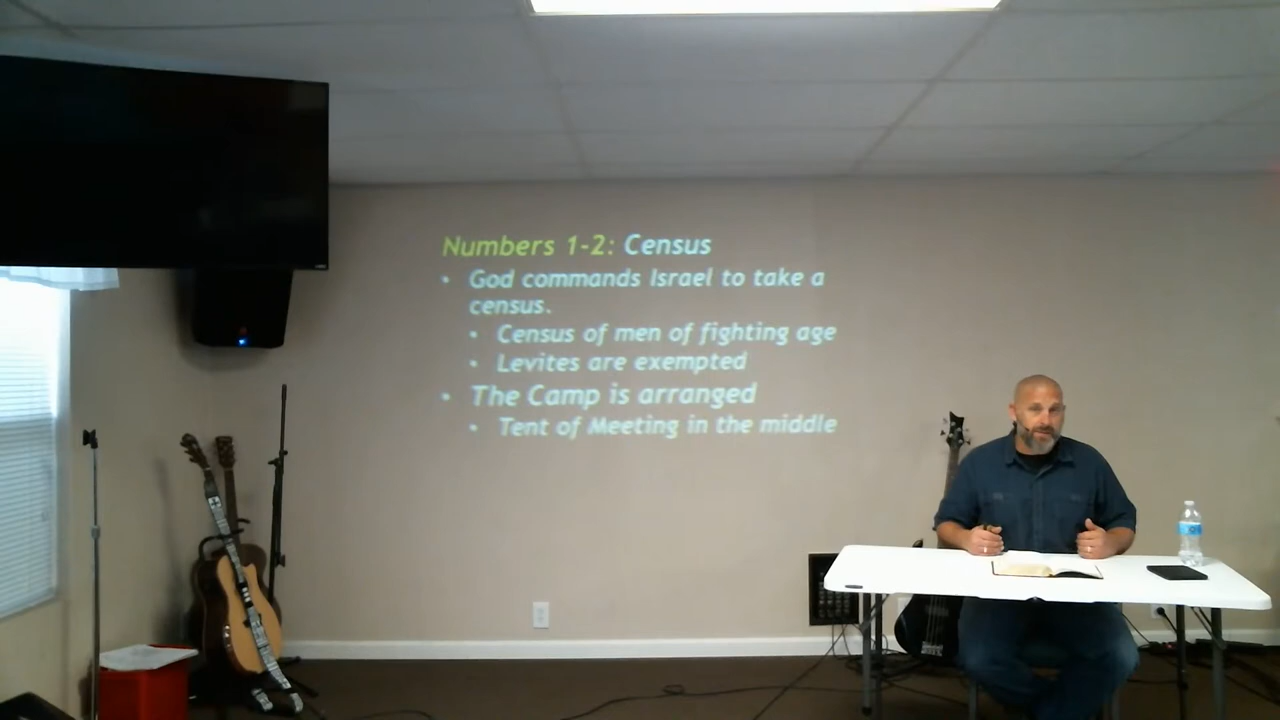 Numbers 1-2: Census
• God commands Israel to take a
census.
• Census of men of fighting age
• Levites are exempted
• The Camp is arranged
• Tent of Meeting in the middle